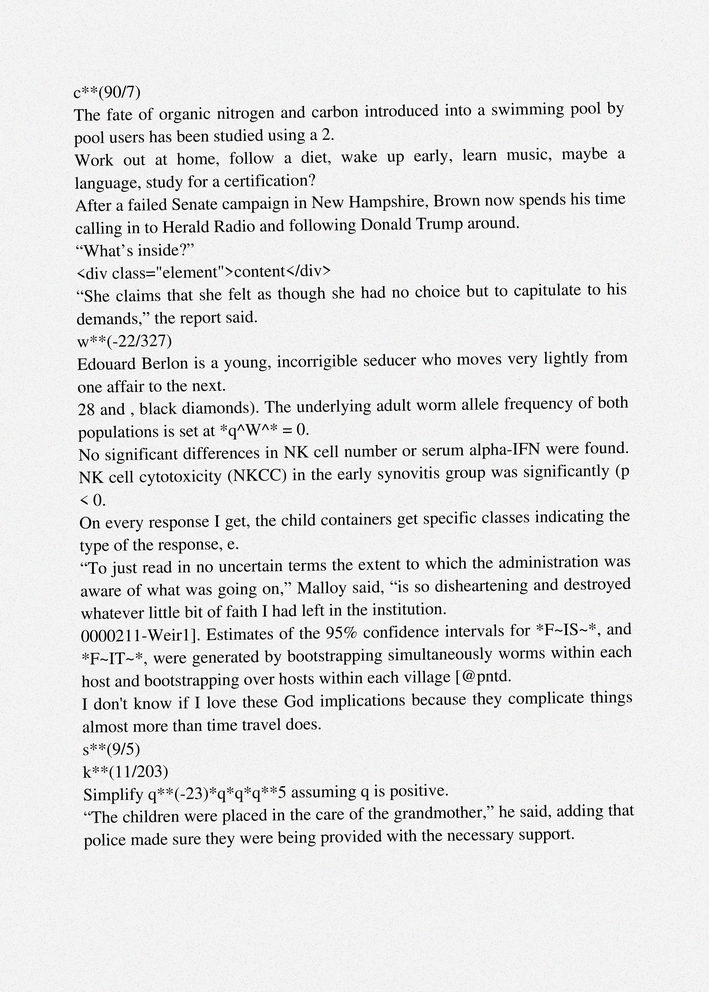 c**(90/7)
The fate of organic nitrogen and carbon introduced into a swimming pool by
pool users has been studied using a 2.
Work out at home, follow a diet, wake up early, learn music, maybe a
language, study for a certification?
After a failed Senate campaign in New Hampshire, Brown now spends his time
calling in to Herald Radio and following Donald Trump around.
“What’s inside?”
<div class="element">content</div>
“She claims that she felt as though she had no choice but to capitulate to his
demands,” the report said.
w**(-22/327)
Edouard Berlon is a young, incorrigible seducer who moves very lightly from
one affair to the next.
28 and , black diamonds). The underlying adult worm allele frequency of both
populations is set at *q^W^* = 0.
No significant differences in NK cell number or serum alpha-IFN were found.
NK cell cytotoxicity (NKCC) in the early synovitis group was significantly (p
< 0.
On every response I get, the child containers get specific classes indicating the
type of the response, e.
“To just read in no uncertain terms the extent to which the administration was
aware of what was going on,” Malloy said, “is so disheartening and destroyed
whatever little bit of faith I had left in the institution.
0000211-Weir1]. Estimates of the 95% confidence intervals for *F~IS~*, and
*F~IT~*, were generated by bootstrapping simultaneously worms within each
host and bootstrapping over hosts within each village [@pntd.
I don't know if I love these God implications because they complicate things
almost more than time travel does.
s**(9/5)
k**(11/203)
Simplify q**(-23)*q*q*q**5 assuming q is positive.
“The children were placed in the care of the grandmother,” he said, adding that
police made sure they were being provided with the necessary support.